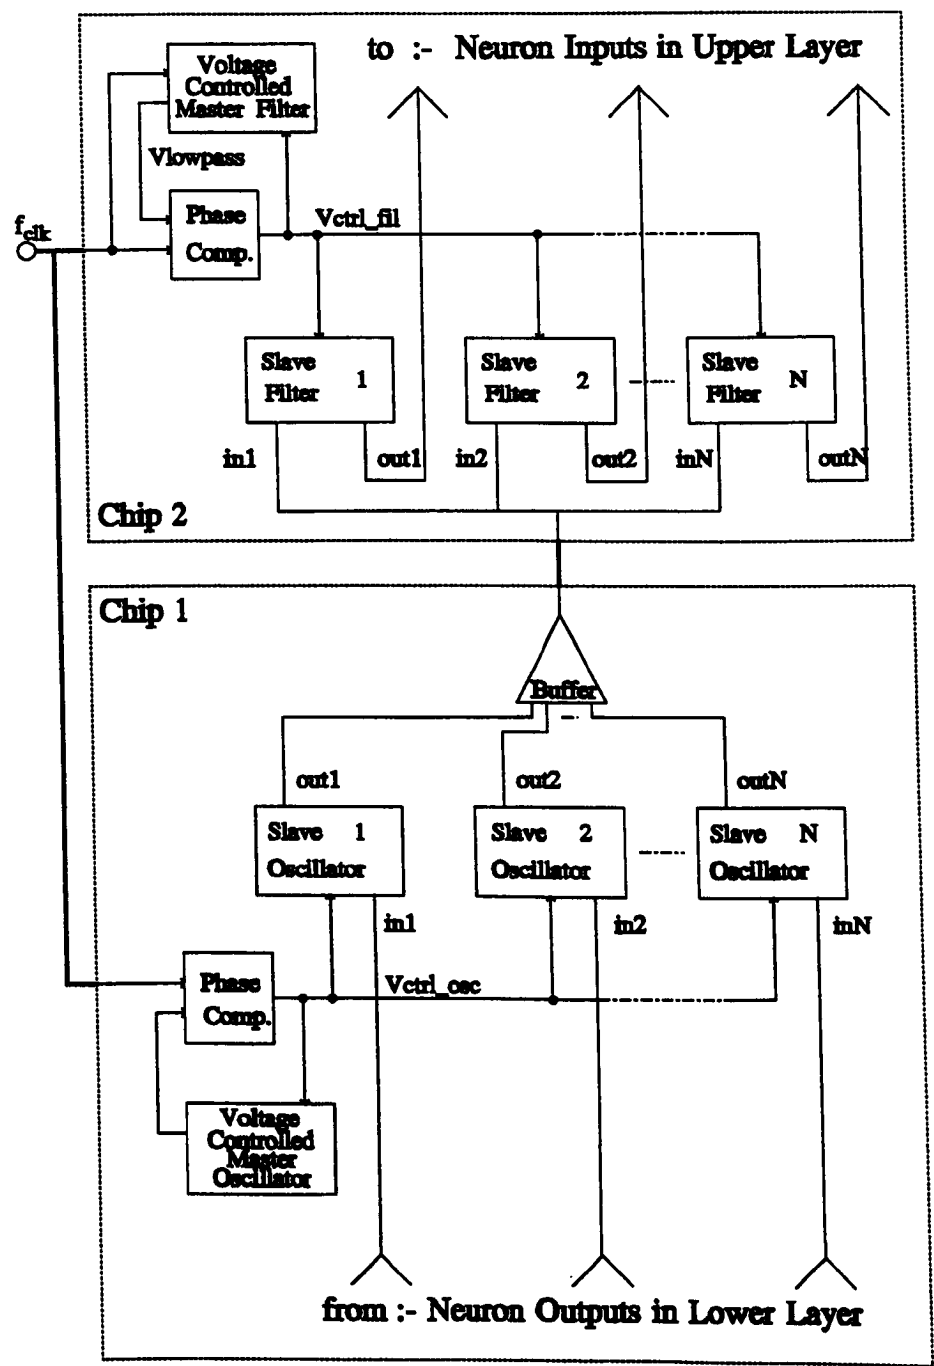 to :- Neuron Inputs in Upper Layer
Voltage
Controlled
Master Filter
Vlowpass
f_clk
Phase
Comp.
Vctrl_fil
Slave
Filter 1
Slave
Filter 2
Slave
Filter N
in1
out1
in2
out2
inN
outN
Chip 2
Chip 1
Buffer
out1
out2
outN
Slave 1
Oscillator
Slave 2
Oscillator
Slave N
Oscillator
in1
in2
inN
Phase
Comp.
Vctrl_osc
Voltage
Controlled
Master
Oscillator
from :- Neuron Outputs in Lower Layer